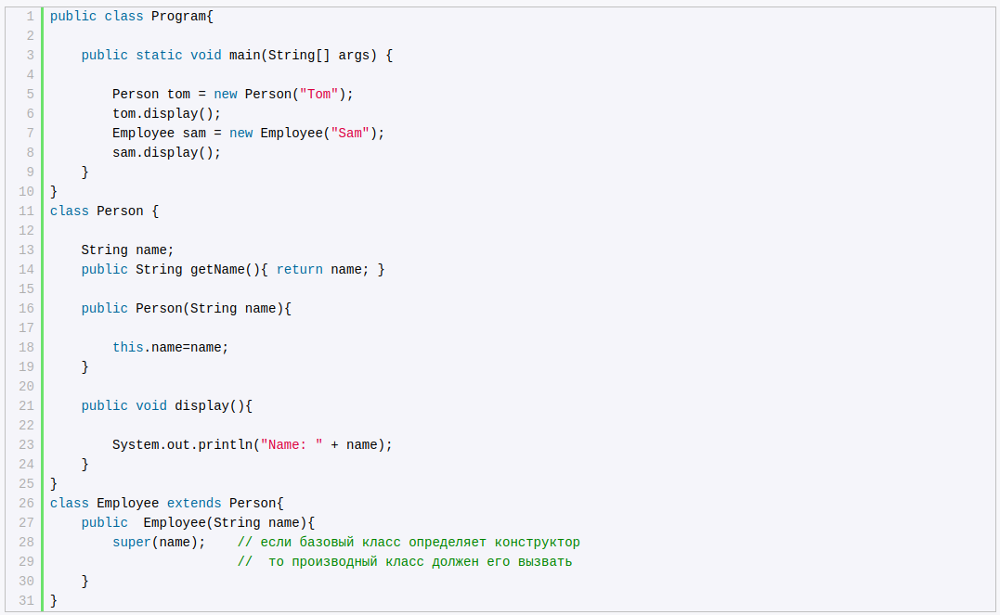 1 public class Program{
2
3     public static void main(String[] args) {
4
5         Person tom = new Person("Tom");
6         tom.display();
7         Employee sam = new Employee("Sam");
8         sam.display();
9     }
10 }
11 class Person {
12
13     String name;
14     public String getName(){ return name; }
15
16     public Person(String name){
17
18         this.name=name;
19     }
20
21     public void display(){
22
23         System.out.println("Name: " + name);
24     }
25 }
26 class Employee extends Person{
27     public  Employee(String name){
28         super(name);    // если базовый класс определяет конструктор
29                         //  то производный класс должен его вызвать
30     }
31 }